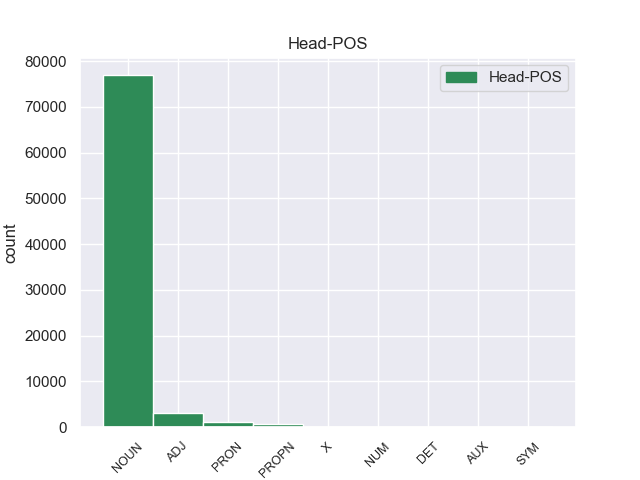 Head-POS
80000
70000
60000
50000
40000
30000
20000
10000
0
count
Head-POS
NOUN
ADJ
PRON
PROPN
X
NUM
DET
AUX
SYM